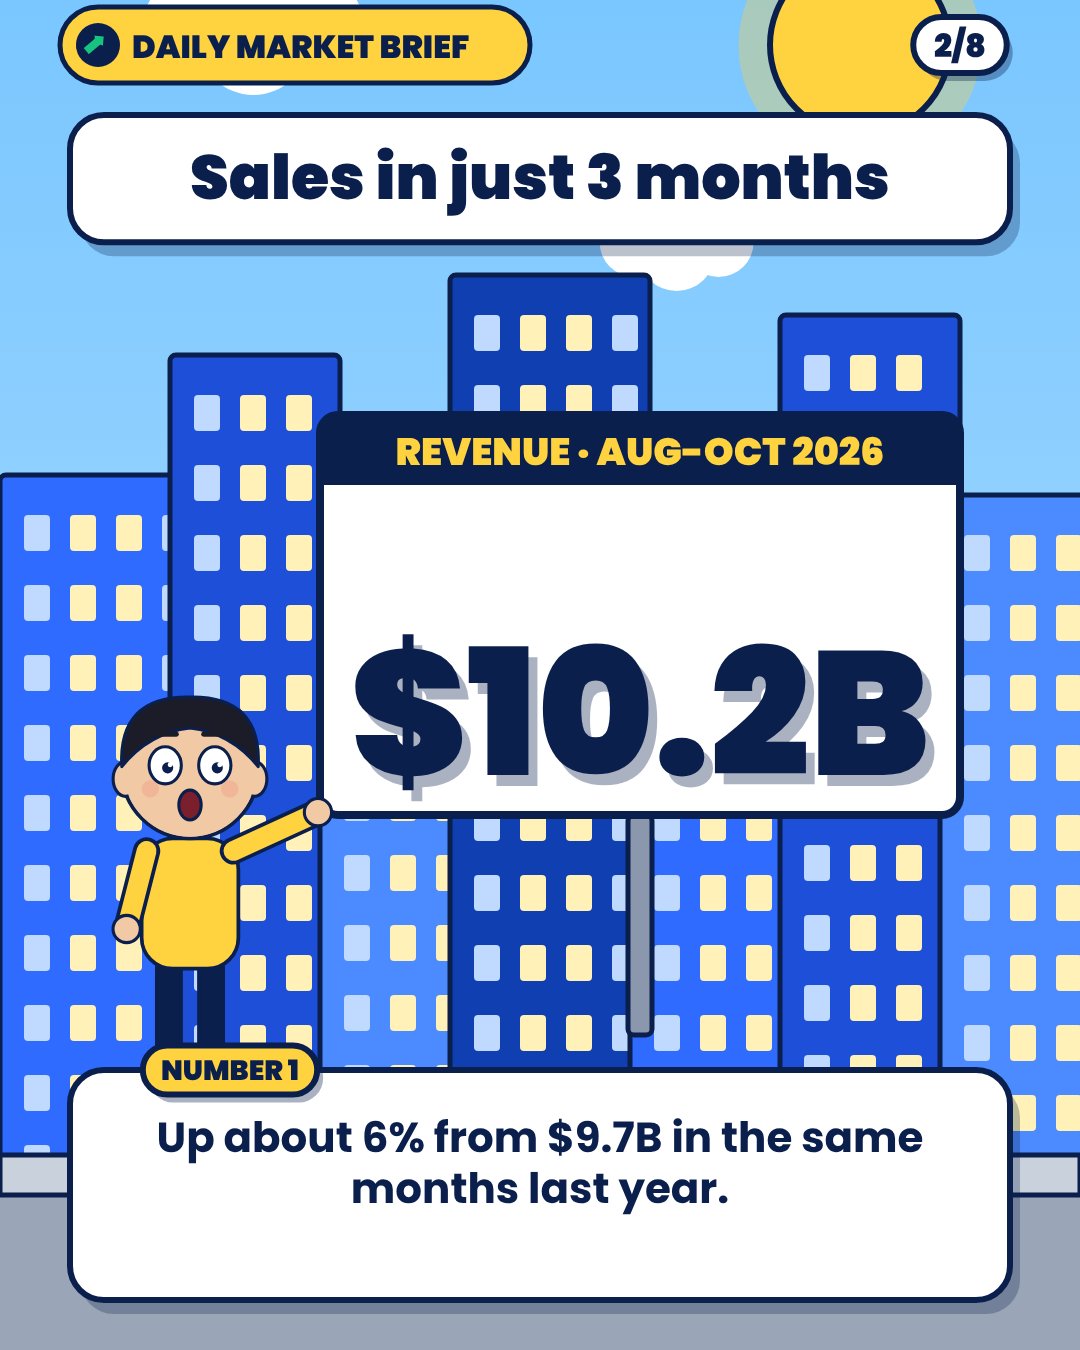 DAILY MARKET BRIEF
2/8
Sales in just 3 months
REVENUE • AUG–OCT 2026
$10.2B
NUMBER 1
Up about 6% from $9.7B in the same
months last year.